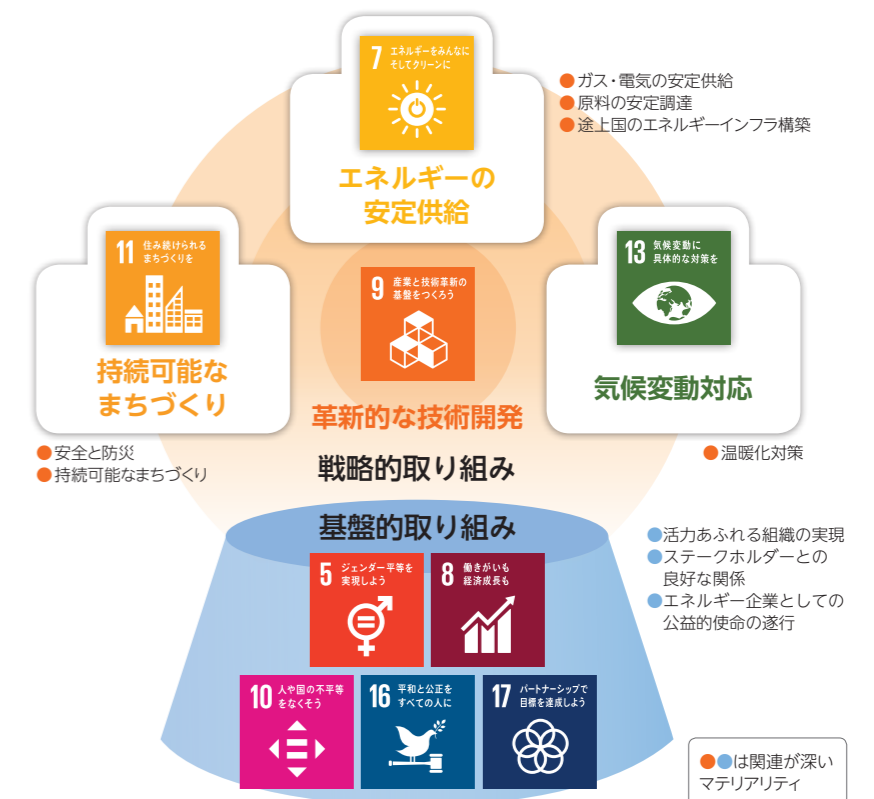 7 エネルギーをみんなに
そしてクリーンに
エネルギーの
安定供給
●ガス・電気の安定供給
●原料の安定調達
●途上国のエネルギーインフラ構築
11 住み続けられる
まちづくりを
持続可能な
まちづくり
●安全と防災
●持続可能なまちづくり
9 産業と技術革新の
基盤をつくろう
革新的な技術開発
13 気候変動に
具体的な対策を
気候変動対応
●温暖化対策
戦略的取り組み
基盤的取り組み
5 ジェンダー平等を
実現しよう
8 働きがいも
経済成長も
10 人や国の不平等
をなくそう
16 平和と公正を
すべての人に
17 パートナーシップで
目標を達成しよう
●活力あふれる組織の実現
●ステークホルダーとの
良好な関係
●エネルギー企業としての
公益的使命の遂行
●●は関連が深い
マテリアリティ